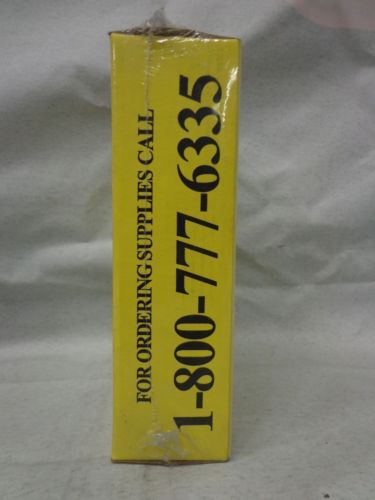 FOR ORDERING SUPPLIES CALL
1-800-777-6335